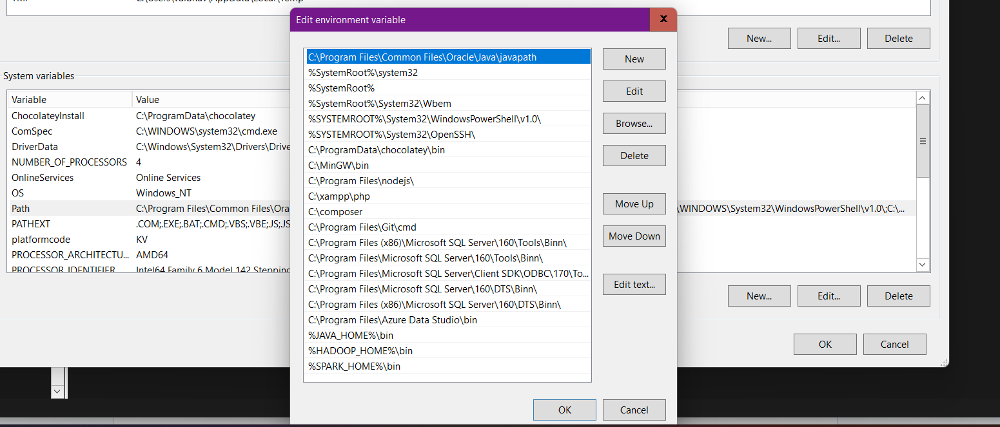 C:\Users\vaibhav\AppData\Local\Temp
Edit environment variable
New... Edit... Delete
C:\Program Files\Common Files\Oracle\Java\javapath
%SystemRoot%\system32
%SystemRoot%
%SystemRoot%\System32\Wbem
%SYSTEMROOT%\System32\WindowsPowerShell\v1.0\
%SYSTEMROOT%\System32\OpenSSH\
C:\ProgramData\chocolatey\bin
C:\MinGW\bin
C:\Program Files\nodejs\
C:\xampp\php
C:\composer
C:\Program Files\Git\cmd
C:\Program Files (x86)\Microsoft SQL Server\160\Tools\Binn\
C:\Program Files\Microsoft SQL Server\160\Tools\Binn\
C:\Program Files\Microsoft SQL Server\Client SDK\ODBC\170\To...
C:\Program Files\Microsoft SQL Server\160\DTS\Binn\
C:\Program Files (x86)\Microsoft SQL Server\160\DTS\Binn\
C:\Program Files\Azure Data Studio\bin
%JAVA_HOME%\bin
%HADOOP_HOME%\bin
%SPARK_HOME%\bin
New
Edit
Browse...
Delete
Move Up
Move Down
Edit text...
OK Cancel
System variables
Variable Value
ChocolateyInstall C:\ProgramData\chocolatey
ComSpec C:\WINDOWS\system32\cmd.exe
DriverData C:\Windows\System32\Drivers\Drive
NUMBER_OF_PROCESSORS 4
OnlineServices Online Services
OS Windows_NT
Path C:\Program Files\Common Files\Ora \WINDOWS\System32\WindowsPowerShell\v1.0\;C:\...
PATHEXT .COM;.EXE;.BAT;.CMD;.VBS;.VBE;.JS;.JS
platformcode KV
PROCESSOR_ARCHITECTU... AMD64
PROCESSOR_IDENTIFIER Intel64 Family 6 Model 142 Stepping
New... Edit... Delete
OK Cancel